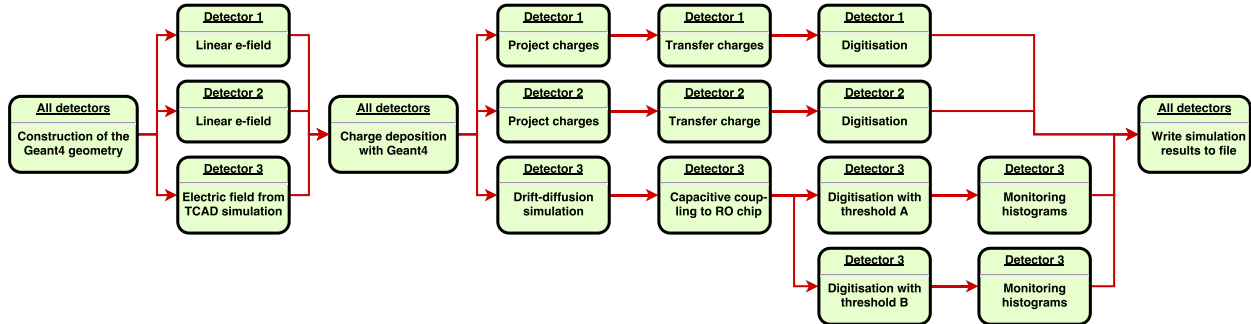 All detectors
Construction of the
Geant4 geometry
Detector 1
Linear e-field
Detector 2
Linear e-field
Detector 3
Electric field from
TCAD simulation
All detectors
Charge deposition
with Geant4
Detector 1
Project charges
Detector 1
Transfer charges
Detector 1
Digitisation
Detector 2
Project charges
Detector 2
Transfer charge
Detector 2
Digitisation
Detector 3
Drift-diffusion
simulation
Detector 3
Capacitive coup-
ling to RO chip
Detector 3
Digitisation with
threshold A
Detector 3
Monitoring
histograms
Detector 3
Digitisation with
threshold B
Detector 3
Monitoring
histograms
All detectors
Write simulation
results to file